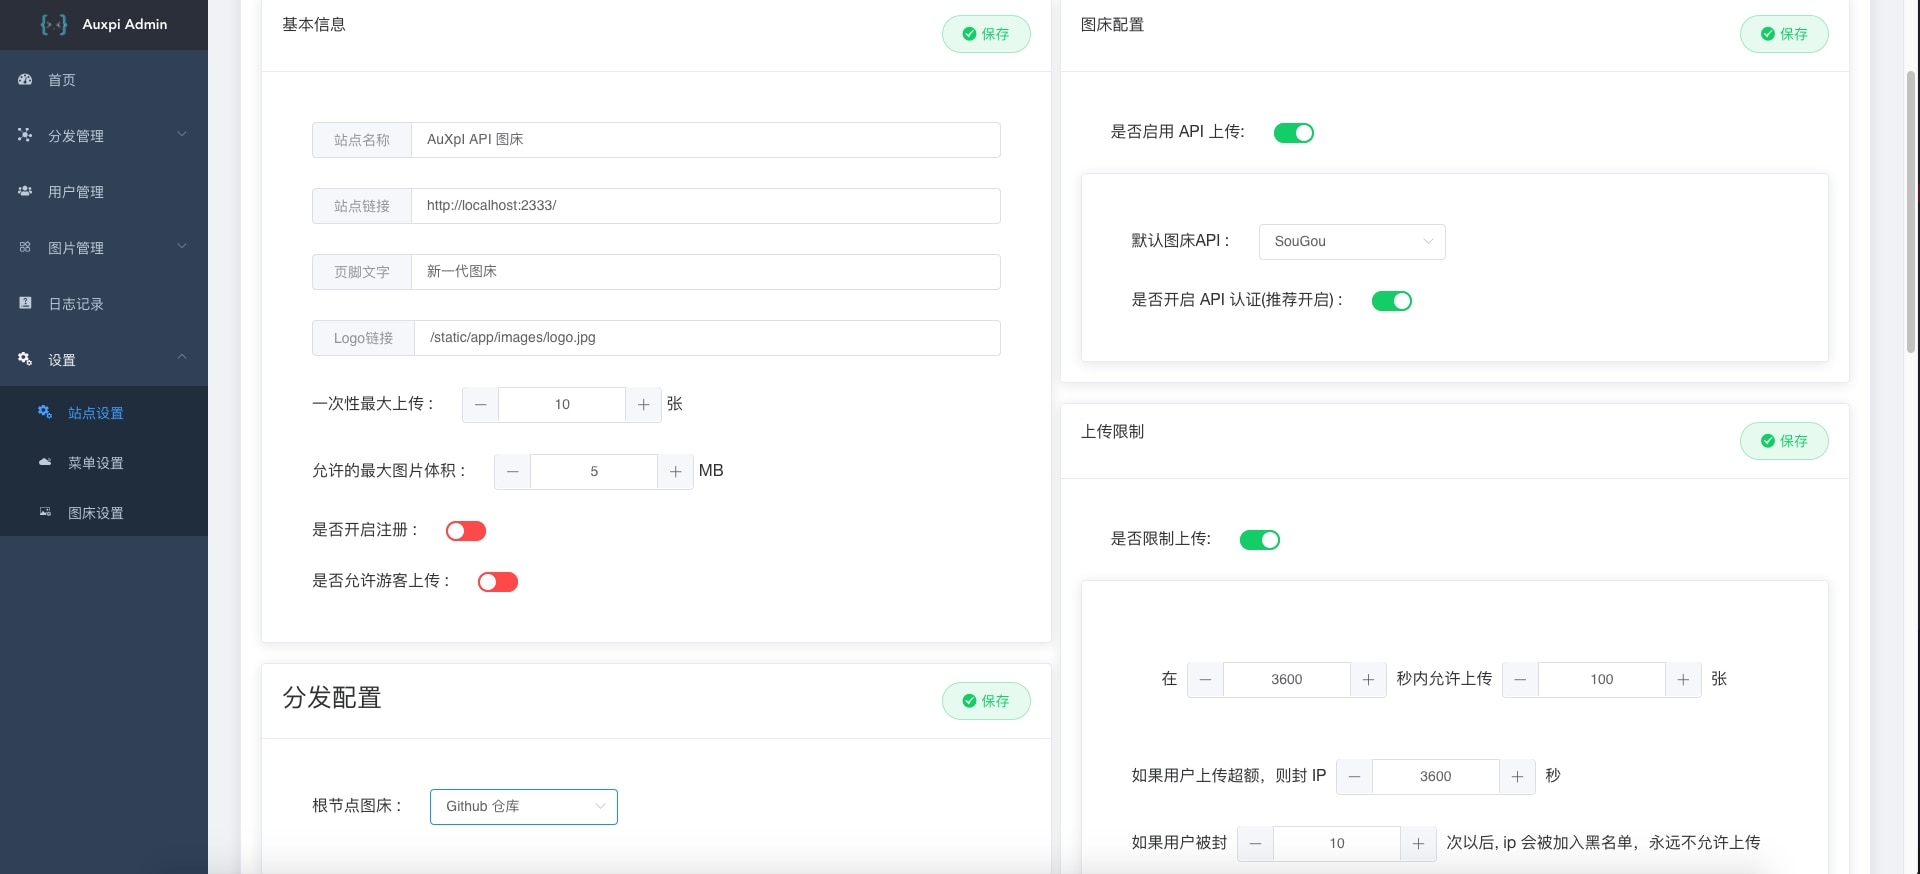 Auxpi Admin
首页
分发管理
用户管理
图片管理
日志记录
设置
站点设置
菜单设置
图床设置
基本信息
保存
站点名称 AuXpI API 图床
站点链接 http://localhost:2333/
页脚文字 新一代图床
Logo链接 /static/app/images/logo.jpg
一次性最大上传： 10 张
允许的最大图片体积： 5 MB
是否开启注册：
是否允许游客上传：
分发配置
保存
根节点图床： Github 仓库
图床配置
保存
是否启用 API 上传:
默认图床API： SouGou
是否开启 API 认证(推荐开启)：
上传限制
保存
是否限制上传:
在 3600 秒内允许上传 100 张
如果用户上传超额，则封 IP 3600 秒
如果用户被封 10 次以后, ip 会被加入黑名单，永远不允许上传